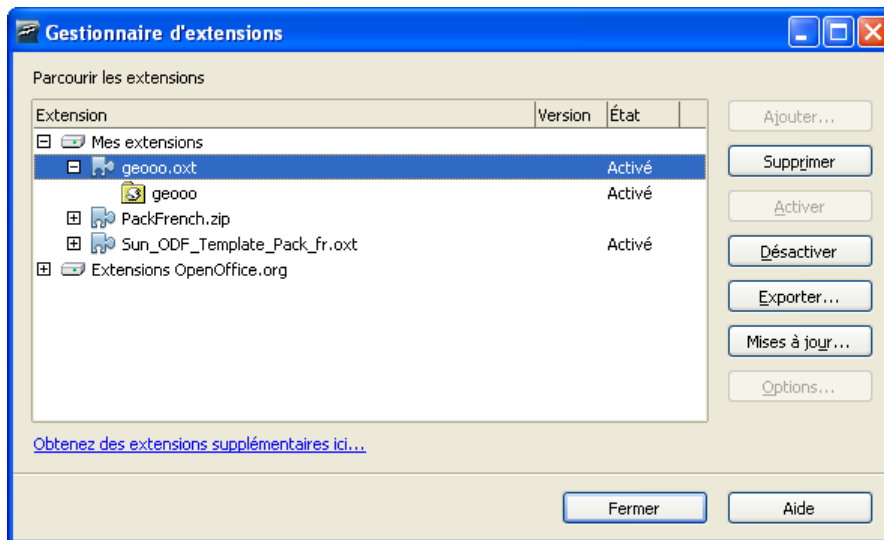 Gestionnaire d'extensions
Parcourir les extensions
Extension Version État
Mes extensions
geooo.oxt Activé
geooo Activé
PackFrench.zip
Sun_ODF_Template_Pack_fr.oxt Activé
Extensions OpenOffice.org
Ajouter...
Supprimer
Activer
Désactiver
Exporter...
Mises à jour...
Options...
Obtenez des extensions supplémentaires ici...
Fermer Aide